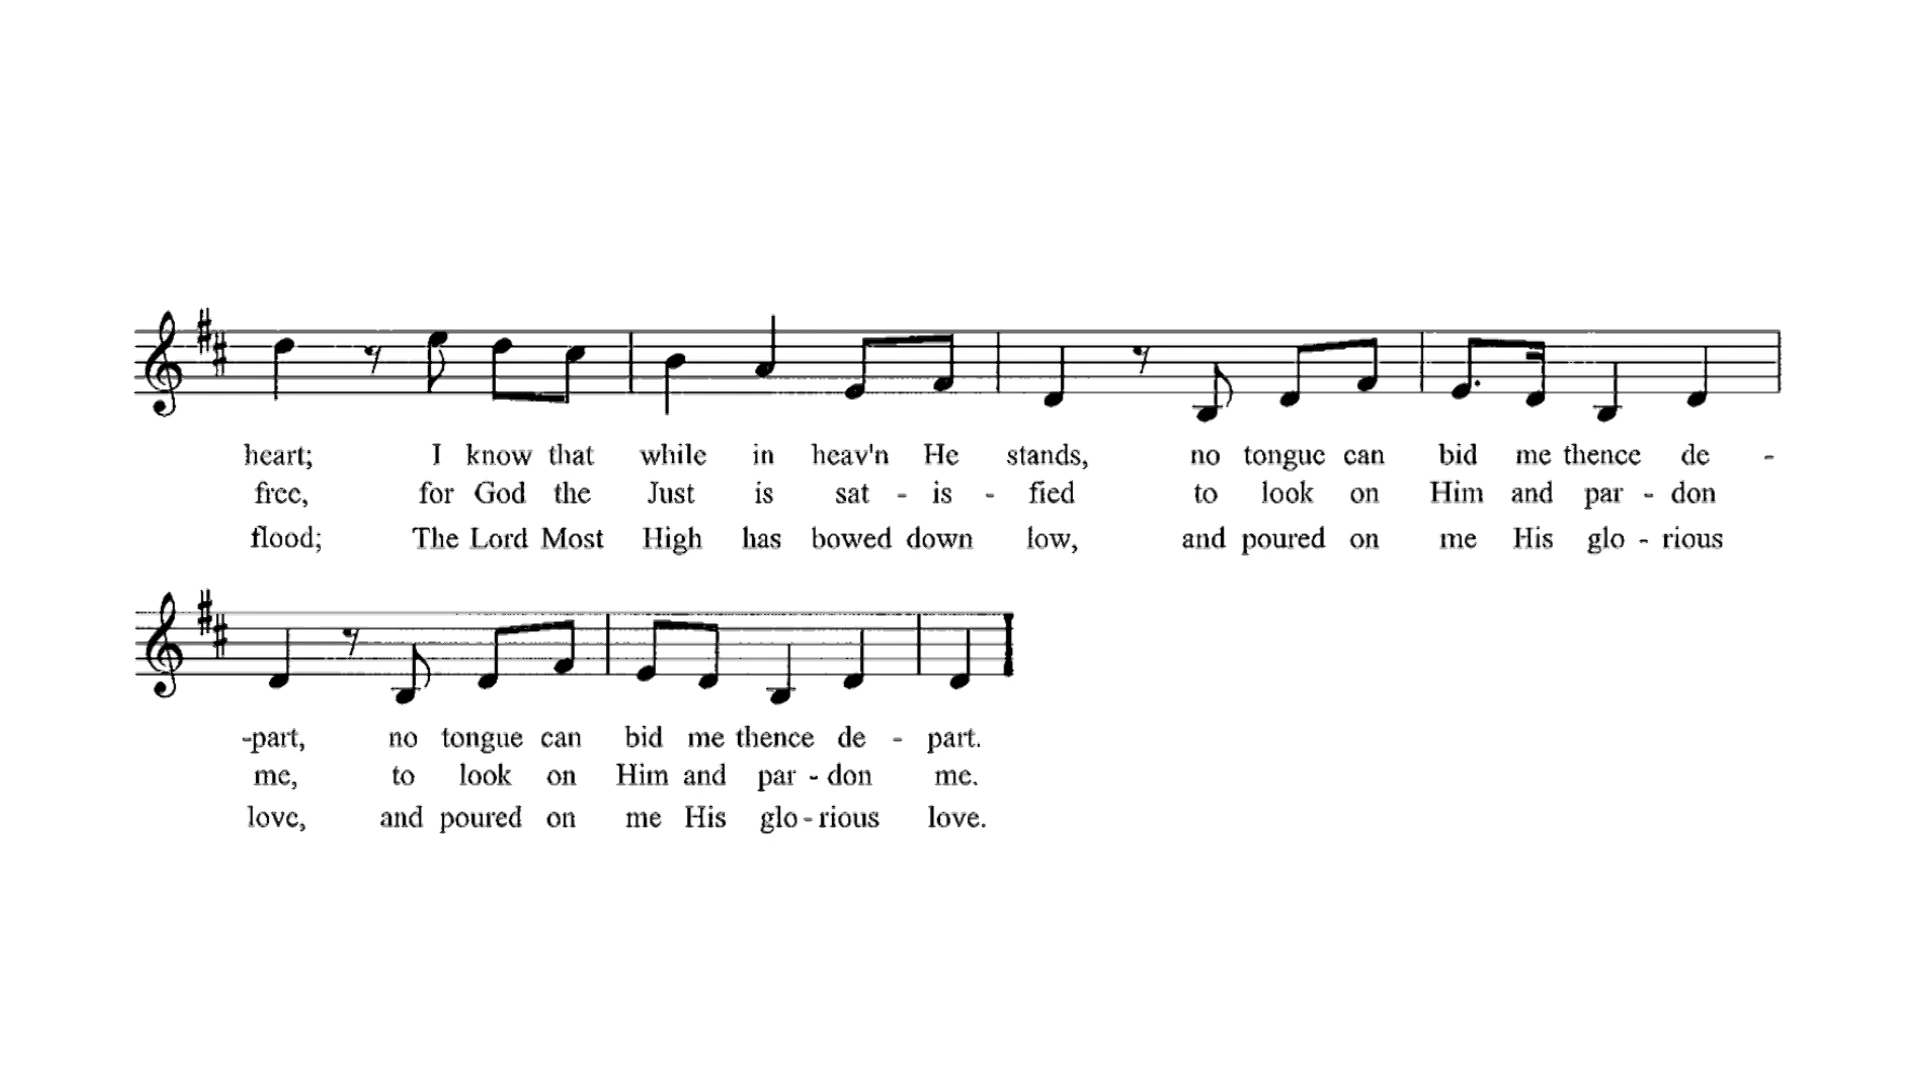 heart; I know that while in heav'n He stands, no tongue can bid me thence de -
free, for God the Just is sat - is - fied to look on Him and par - don
flood; The Lord Most High has bowed down low, and poured on me His glo - rious
-part, no tongue can bid me thence de - part.
me, to look on Him and par - don me.
love, and poured on me His glo - rious love.